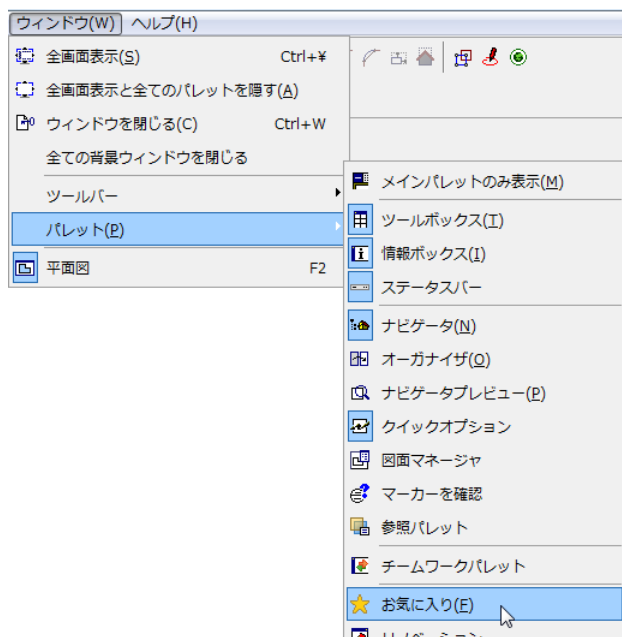 ウィンドウ(W) ヘルプ(H)
全画面表示(S) Ctrl+¥
全画面表示と全てのパレットを隠す(A)
ウィンドウを閉じる(C) Ctrl+W
全ての背景ウィンドウを閉じる
ツールバー
パレット(P)
平面図 F2
メインパレットのみ表示(M)
ツールボックス(T)
情報ボックス(I)
ステータスバー
ナビゲータ(N)
オーガナイザ(O)
ナビゲータプレビュー(P)
クイックオプション
図面マネージャ
マーカーを確認
参照パレット
チームワークパレット
お気に入り(F)